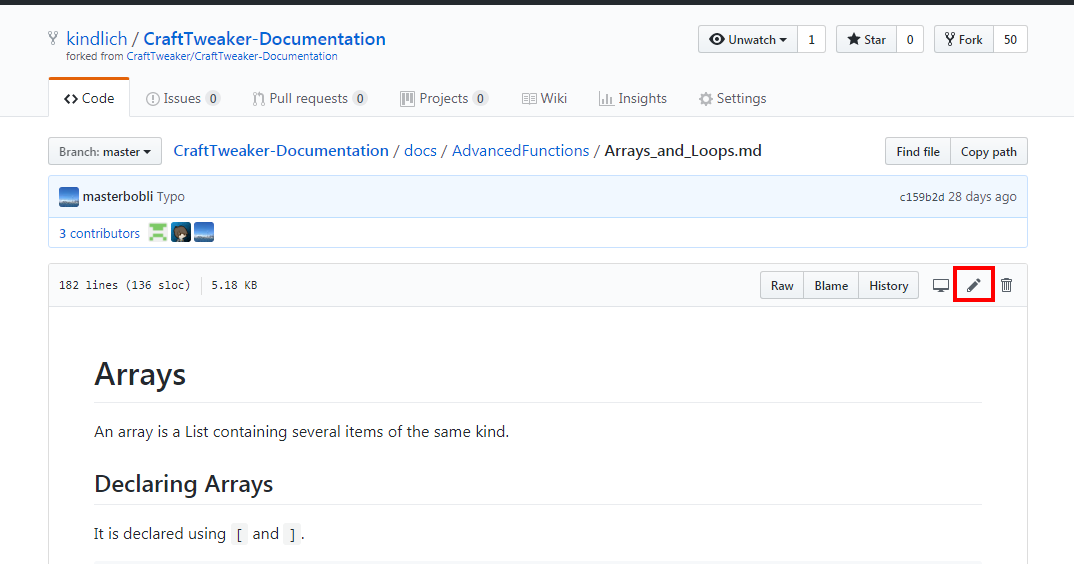 kindlich / CraftTweaker-Documentation
forked from CraftTweaker/CraftTweaker-Documentation
Unwatch 1 Star 0 Fork 50
Code Issues 0 Pull requests 0 Projects 0 Wiki Insights Settings
Branch: master CraftTweaker-Documentation / docs / AdvancedFunctions / Arrays_and_Loops.md Find file Copy path
masterbobli Typo c159b2d 28 days ago
3 contributors
182 lines (136 sloc) 5.18 KB Raw Blame History
Arrays
An array is a List containing several items of the same kind.
Declaring Arrays
It is declared using [ and ].